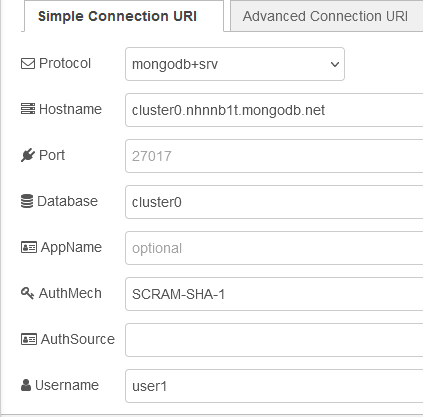 Simple Connection URI
Advanced Connection URI
Protocol mongodb+srv
Hostname cluster0.nhnnb1t.mongodb.net
Port 27017
Database cluster0
AppName optional
AuthMech SCRAM-SHA-1
AuthSource
Username user1